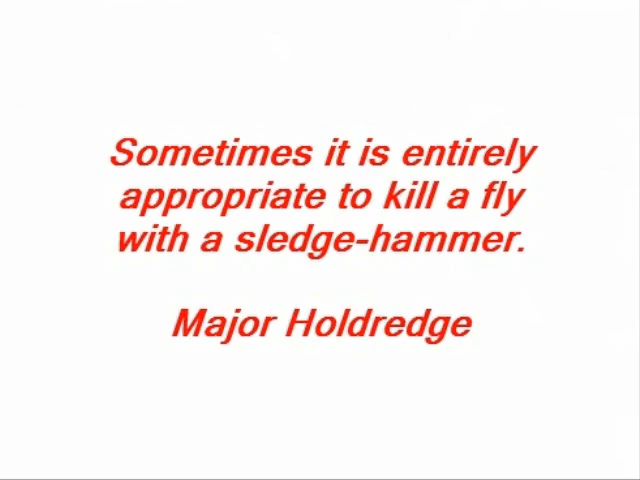 Sometimes it is entirely
appropriate to kill a fly
with a sledge-hammer.
Major Holdredge